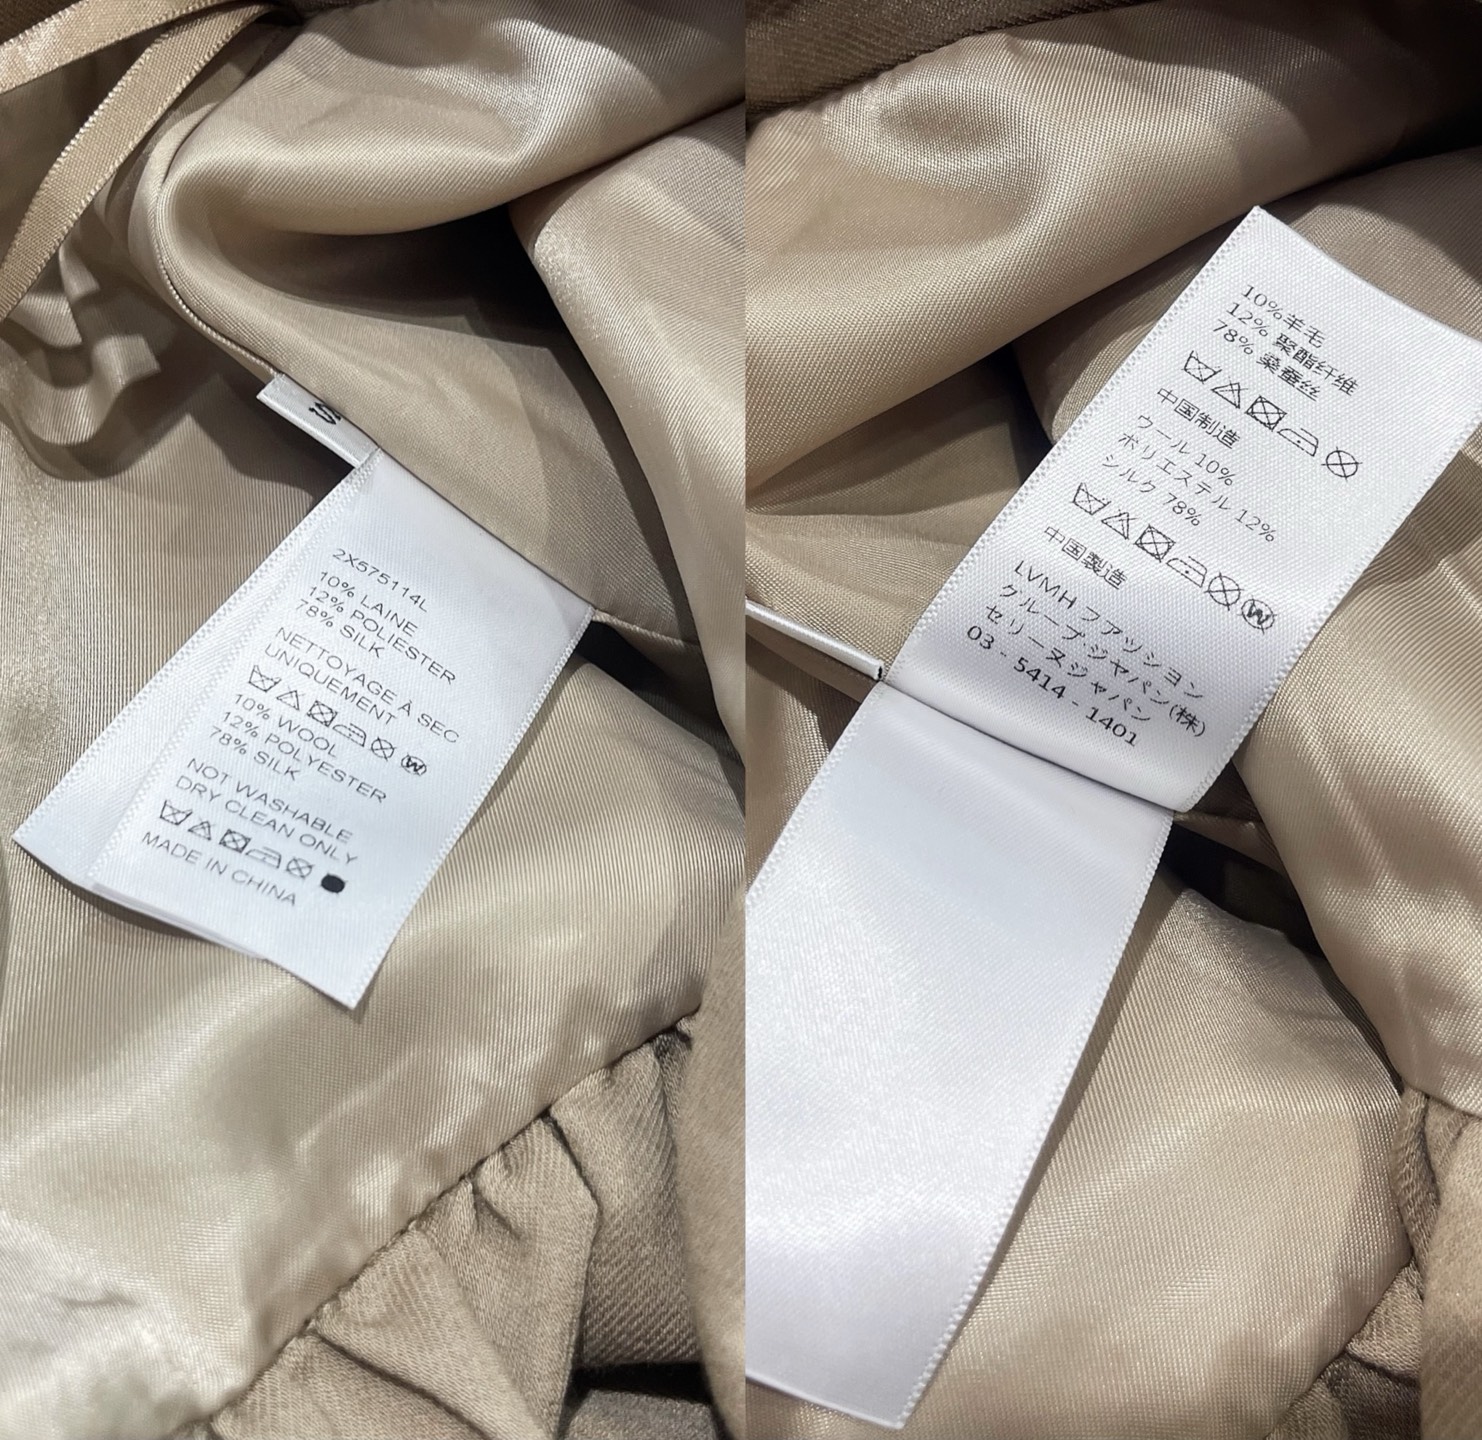 2X575114L
10% LAINE
12% POLIESTER
78% SILK
NETTOYAGE À SEC
UNIQUEMENT
10% WOOL
12% POLYESTER
78% SILK
NOT WASHABLE
DRY CLEAN ONLY
MADE IN CHINA
10%羊毛
12% 聚酯纤维
78% 桑蚕丝
中国制造
ウール 10%
ポリエステル 12%
シルク 78%
中国製造
LVMH ファッション
グループ・ジャパン(株)
セリーヌジャパン
03 - 5414 - 1401